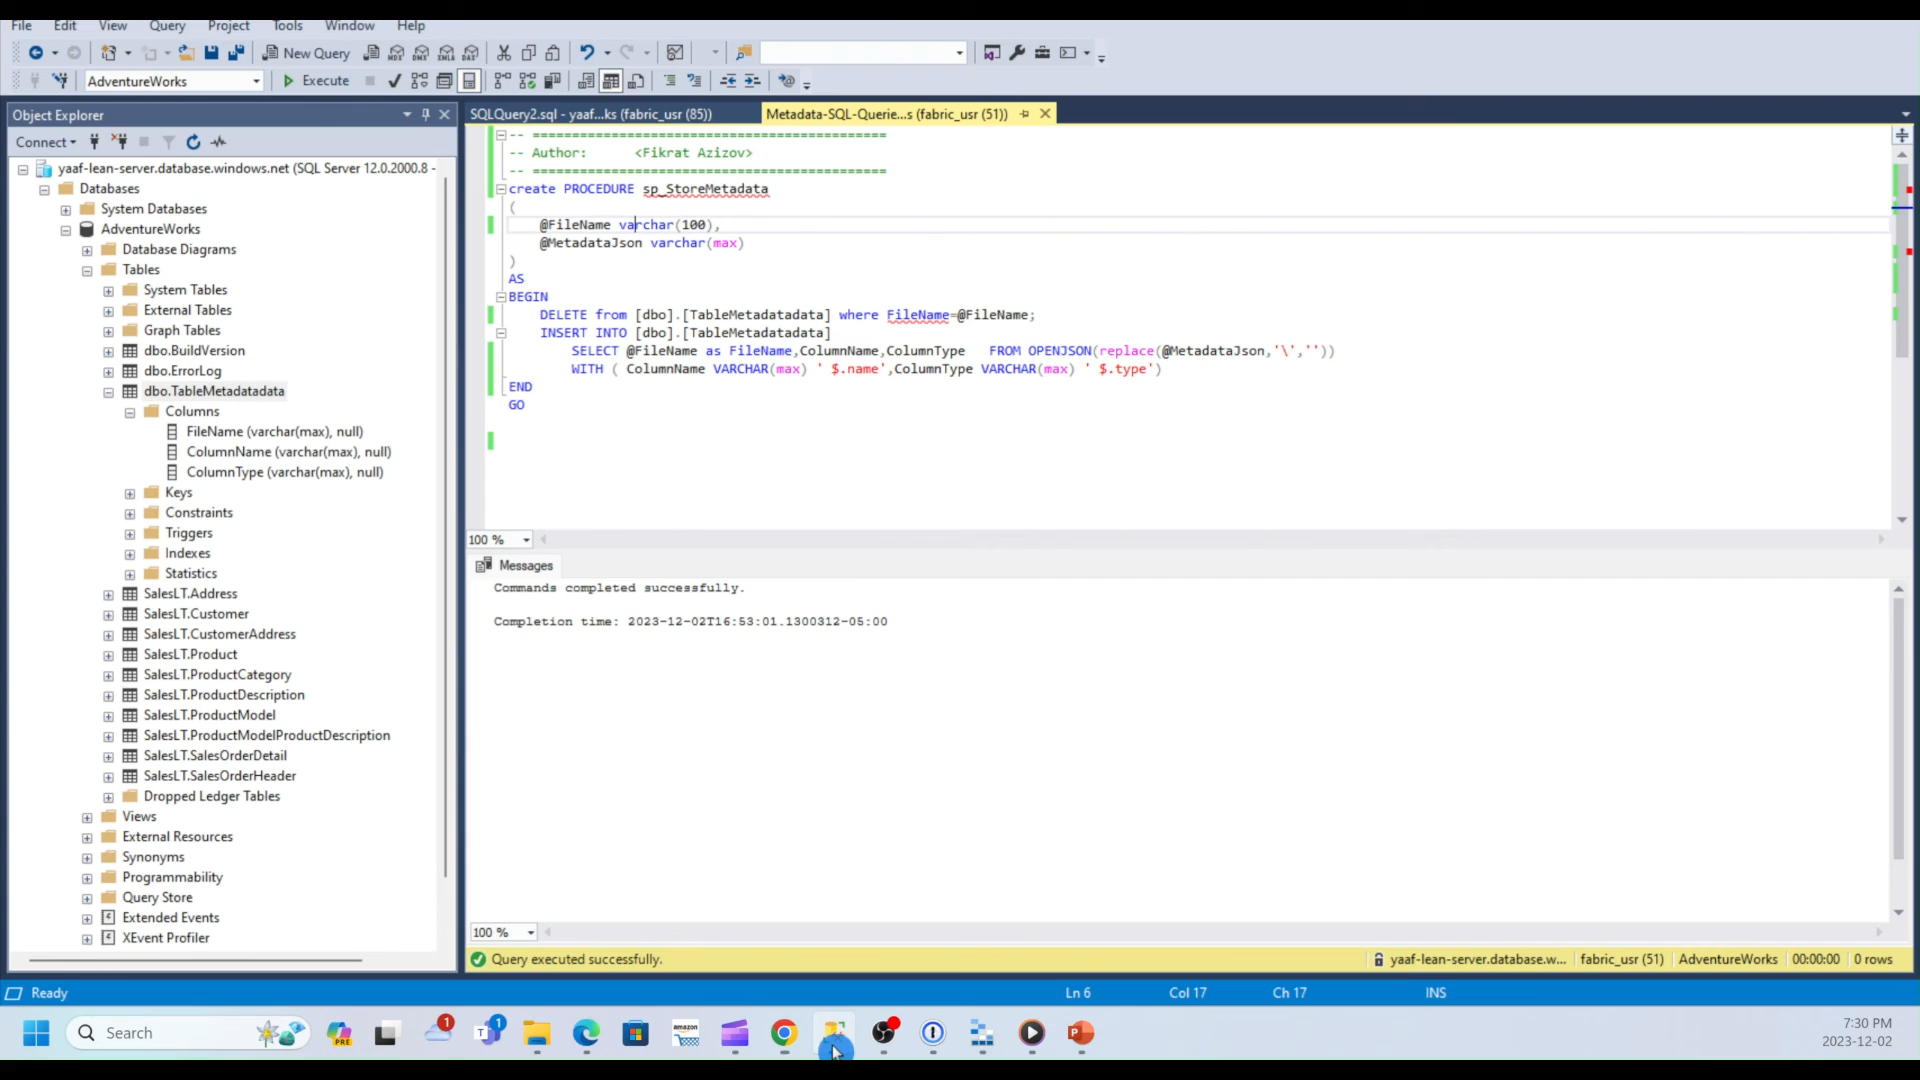 File Edit View Query Project Tools Window Help
New Query MDX DMX XMLA DAX
AdventureWorks Execute
Object Explorer
Connect
yaaf-lean-server.database.windows.net (SQL Server 12.0.2000.8 -
Databases
System Databases
AdventureWorks
Database Diagrams
Tables
System Tables
External Tables
Graph Tables
dbo.BuildVersion
dbo.ErrorLog
dbo.TableMetadatadata
Columns
FileName (varchar(max), null)
ColumnName (varchar(max), null)
ColumnType (varchar(max), null)
Keys
Constraints
Triggers
Indexes
Statistics
SalesLT.Address
SalesLT.Customer
SalesLT.CustomerAddress
SalesLT.Product
SalesLT.ProductCategory
SalesLT.ProductDescription
SalesLT.ProductModel
SalesLT.ProductModelProductDescription
SalesLT.SalesOrderDetail
SalesLT.SalesOrderHeader
Dropped Ledger Tables
Views
External Resources
Synonyms
Programmability
Query Store
Extended Events
XEvent Profiler
SQLQuery2.sql - yaaf...ks (fabric_usr (85)) Metadata-SQL-Querie...s (fabric_usr (51))
-- =============================================
-- Author: <Fikrat Azizov>
-- =============================================
create PROCEDURE sp_StoreMetadata
(
@FileName varchar(100),
@MetadataJson varchar(max)
)
AS
BEGIN
DELETE from [dbo].[TableMetadatadata] where FileName=@FileName;
INSERT INTO [dbo].[TableMetadatadata]
SELECT @FileName as FileName,ColumnName,ColumnType FROM OPENJSON(replace(@MetadataJson,'\',''))
WITH ( ColumnName VARCHAR(max) ' $.name',ColumnType VARCHAR(max) ' $.type')
END
GO
100 %
Messages
Commands completed successfully.
Completion time: 2023-12-02T16:53:01.1300312-05:00
100 %
Query executed successfully. yaaf-lean-server.database.w... fabric_usr (51) AdventureWorks 00:00:00 0 rows
Ready Ln 6 Col 17 Ch 17 INS
Search PRE 1 T 1 amazon P
7:30 PM
2023-12-02